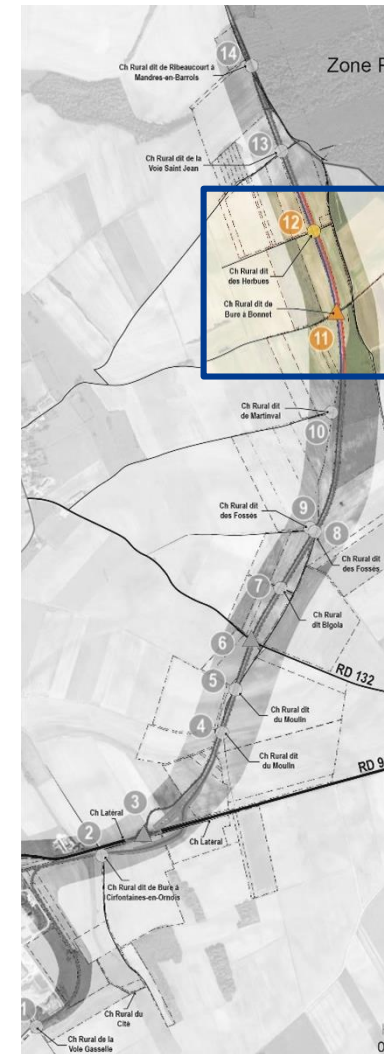 14
Ch Rural dit de Ribeaucourt à
Mandres-en-Barrois
Zone
13
Ch Rural dit de la
Voie Saint Jean
12
Ch Rural dit
des Herbues
Ch Rural dit de
Bure à Bonnet
11
Ch Rural dit
de Martinval
10
Ch Rural dit
des Fossés
9
8
Ch Rural dit
des Fossés
7
Ch Rural
dit Bigola
6
RD 132
5
Ch Rural dit
du Moulin
4
Ch Rural dit
du Moulin
RD 9
3
Ch Latéral
2
Ch Latéral
Ch Rural dit de Bure à
Cirfontaines-en-Ornois
1
Ch Rural du
Cité
Ch Rural de la
Voie Gasselle
0